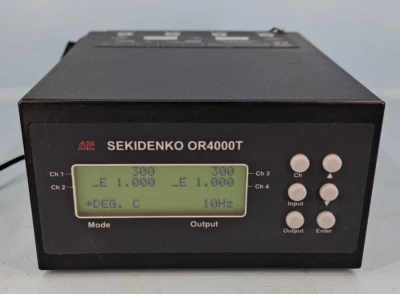 AE SEKIDENKO OR4000T
Ch 1 300 300 Ch 3
Ch 2 _E 1.000 _E 1.000 Ch 4
*DEG. C 10Hz
Mode Output
Ch ▲
Input ▼
Output Enter